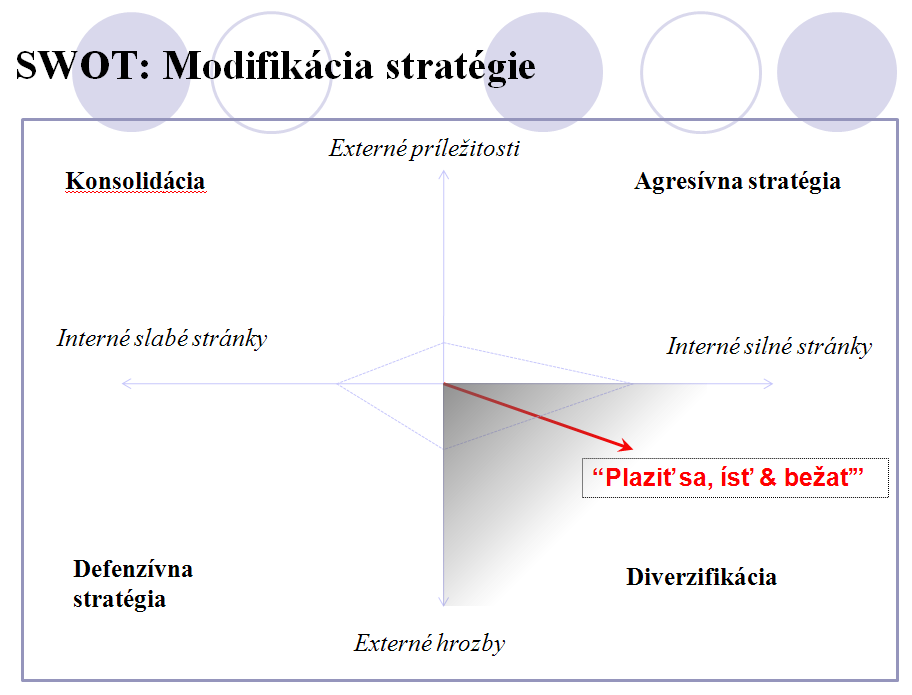 SWOT: Modifikácia stratégie
Externé príležitosti
Konsolidácia
Agresívna stratégia
Interné slabé stránky
Interné silné stránky
“Plaziť sa, ísť & bežať”’
Defenzívna
stratégia
Diverzifikácia
Externé hrozby